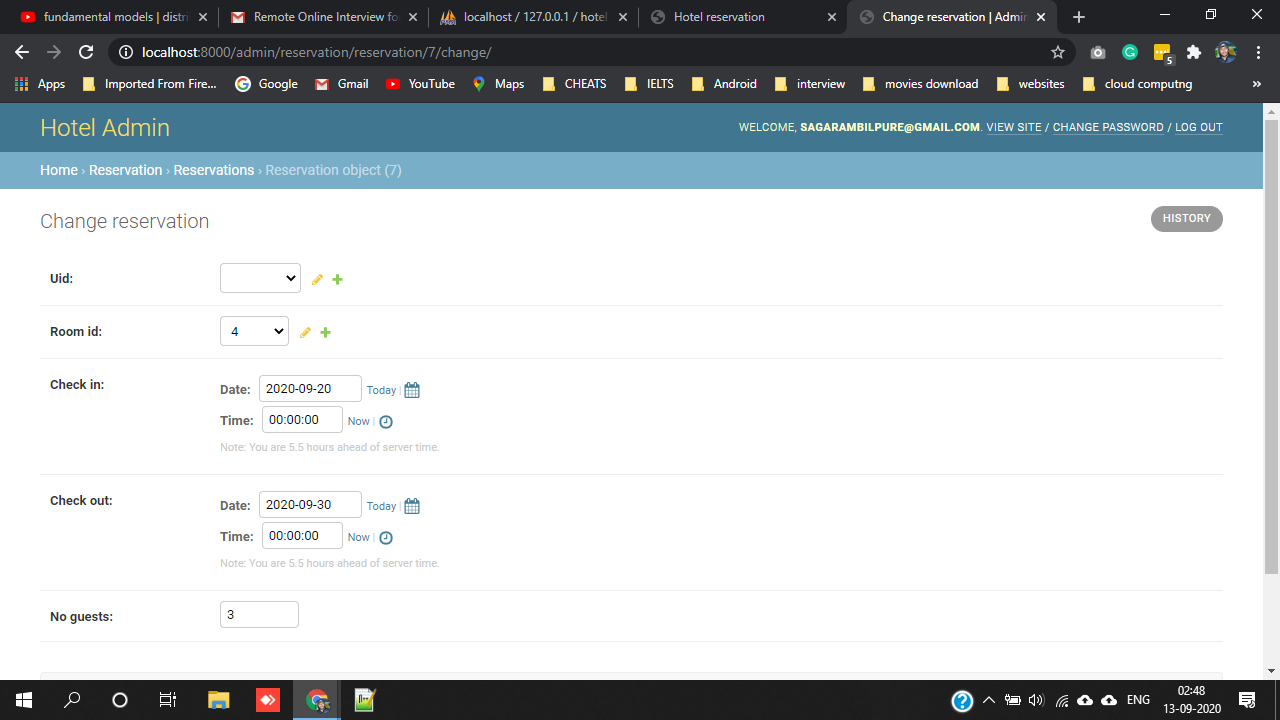 fundamental models | distri
Remote Online Interview fo
localhost / 127.0.0.1 / hotel
Hotel reservation
Change reservation | Admin
localhost:8000/admin/reservation/reservation/7/change/
5
Apps
Imported From Fire...
Google
Gmail
YouTube
Maps
CHEATS
IELTS
Android
interview
movies download
websites
cloud computng
»
Hotel Admin
WELCOME, SAGARAMBILPURE@GMAIL.COM. VIEW SITE / CHANGE PASSWORD / LOG OUT
Home › Reservation › Reservations › Reservation object (7)
Change reservation
HISTORY
Uid:
Room id:
4
Check in:
Date: 2020-09-20 Today |
Time: 00:00:00 Now |
Note: You are 5.5 hours ahead of server time.
Check out:
Date: 2020-09-30 Today |
Time: 00:00:00 Now |
Note: You are 5.5 hours ahead of server time.
No guests:
3
ENG
02:48
13-09-2020